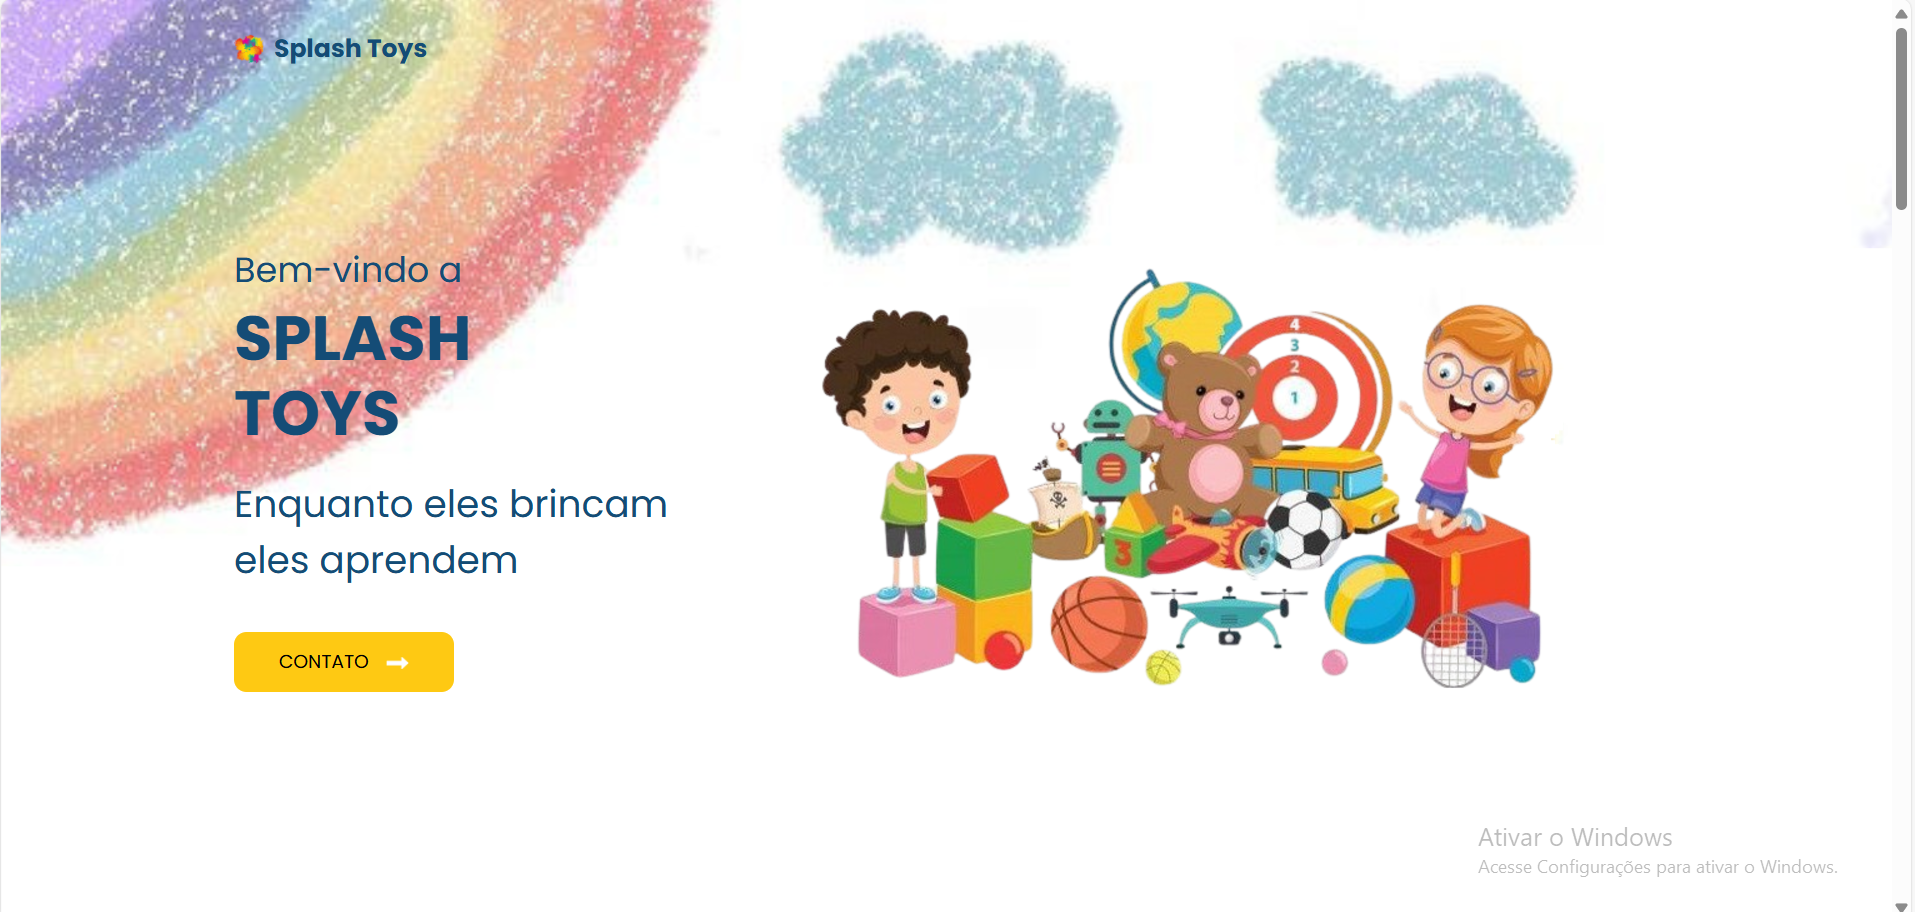 Splash Toys
Bem-vindo a
SPLASH
TOYS
Enquanto eles brincam
eles aprendem
CONTATO
4
3
2
1
3
Ativar o Windows
Acesse Configurações para ativar o Windows.